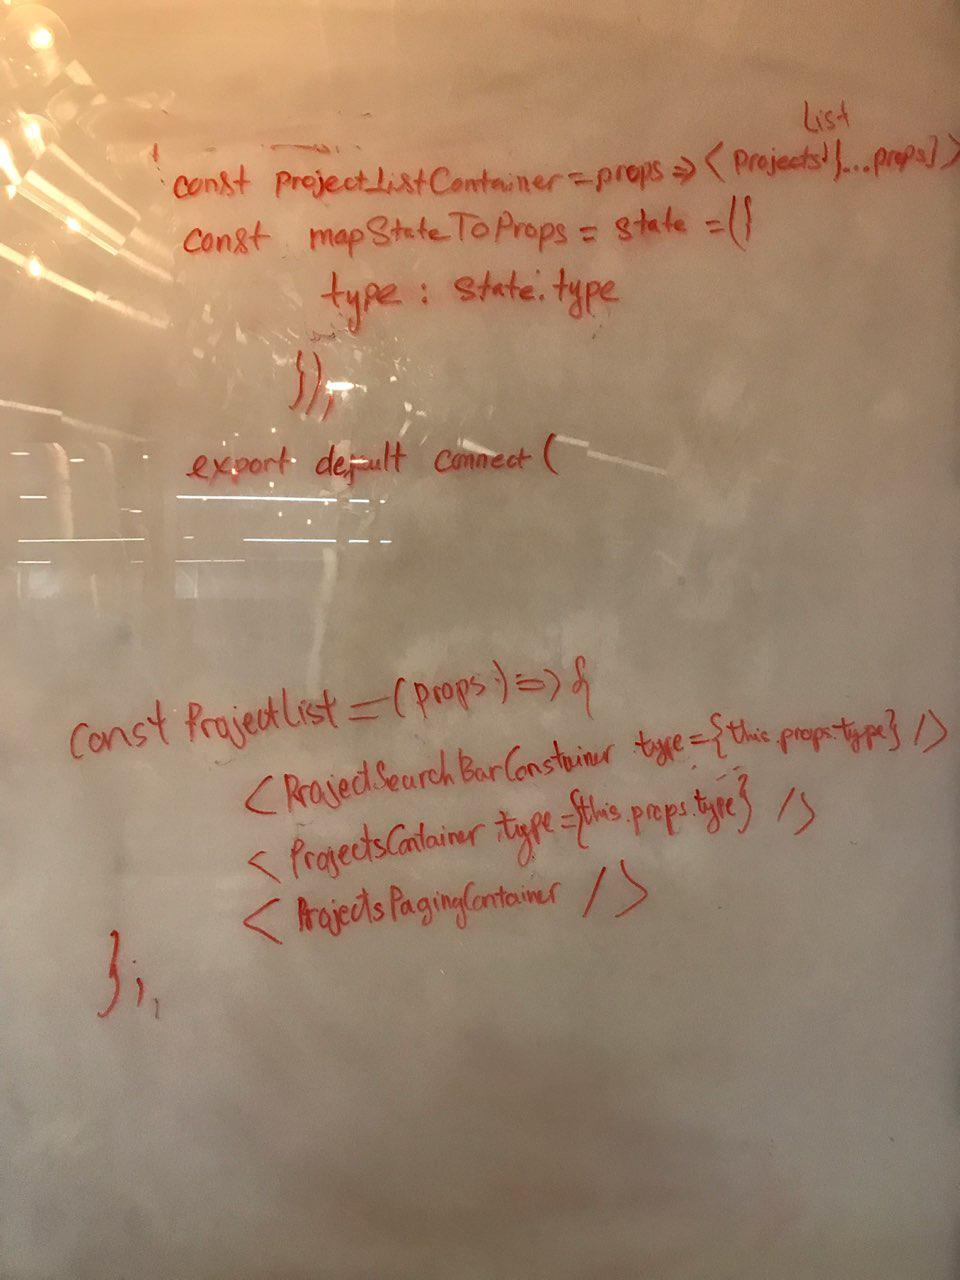 List
const ProjectListContainer = props => < Projects {...props} >
const mapStateToProps = state = ({
type : state.type
}),
export default connect (
const ProjectList = (props) => {
<ProjectSearchBarConstainer type={this.props.type} />
< ProjectsContainer type={this.props.type} />
< ProjectsPagingContainer />
};